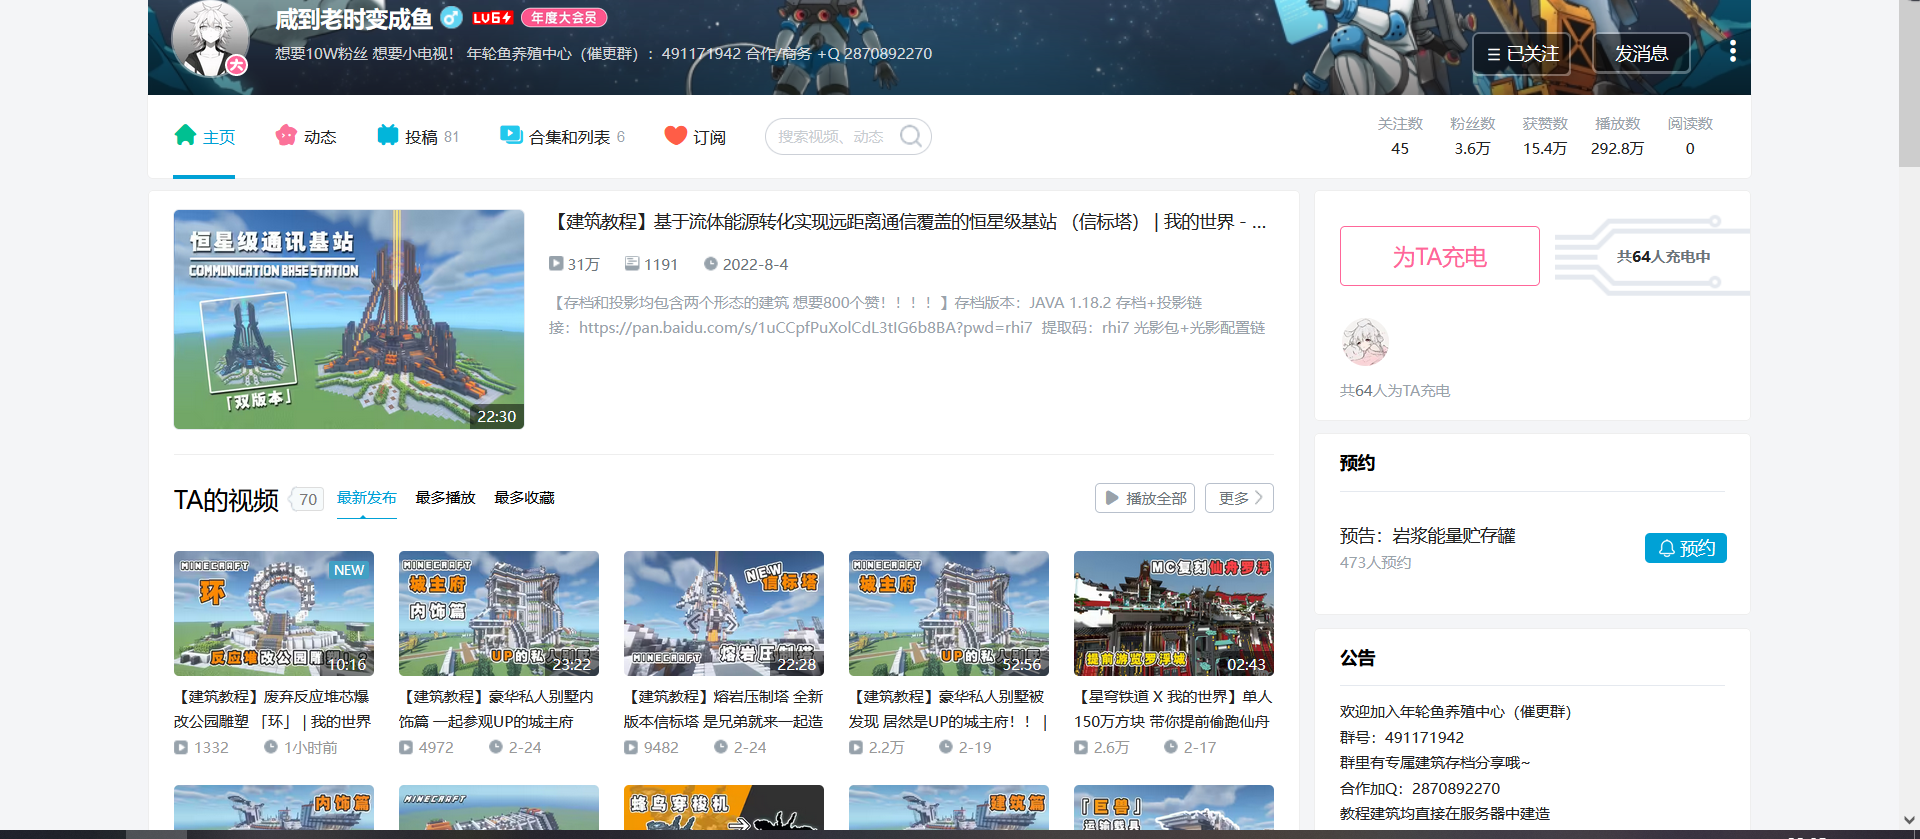 咸到老时变成鱼 LV6 年度大会员
想要10W粉丝 想要小电视！ 年轮鱼养殖中心（催更群）：491171942 合作/商务 +Q 2870892270
大
已关注
发消息
主页
动态
投稿 81
合集和列表 6
订阅
搜索视频、动态
关注数 粉丝数 获赞数 播放数 阅读数
45 3.6万 15.4万 292.8万 0
恒星级通讯基站
COMMUNICATION BASE STATION
「双版本」
22:30
【建筑教程】基于流体能源转化实现远距离通信覆盖的恒星级基站 （信标塔） | 我的世界 - ...
31万 1191 2022-8-4
【存档和投影均包含两个形态的建筑 想要800个赞！！！！】存档版本：JAVA 1.18.2 存档+投影链
接：https://pan.baidu.com/s/1uCCpfPuXolCdL3tIG6b8BA?pwd=rhi7 提取码：rhi7 光影包+光影配置链
为TA充电
共64人充电中
共64人为TA充电
预约
预告：岩浆能量贮存罐
473人预约
预约
公告
欢迎加入年轮鱼养殖中心（催更群）
群号：491171942
群里有专属建筑存档分享哦~
合作加Q：2870892270
教程建筑均直接在服务器中建造
TA的视频 70 最新发布 最多播放 最多收藏
播放全部
更多
MINECRAFT
NEW
环
10:16
【建筑教程】废弃反应堆芯爆
改公园雕塑 「环」 | 我的世界
1332 1小时前
MINECRAFT
城主府
内饰篇
23:22
【建筑教程】豪华私人别墅内
饰篇 一起参观UP的城主府
4972 2-24
NEW
信标塔
MINECRAFT
22:28
【建筑教程】熔岩压制塔 全新
版本信标塔 是兄弟就来一起造
9482 2-24
MINECRAFT
城主府
52:56
【建筑教程】豪华私人别墅被
发现 居然是UP的城主府！！ |
2.2万 2-19
MC复刻仙舟罗浮
提前游览罗浮城
02:43
【星穹铁道 X 我的世界】单人
150万方块 带你提前偷跑仙舟
2.6万 2-17
内饰篇
MINECRAFT
蜂鸟穿梭机
建筑篇
『巨兽』